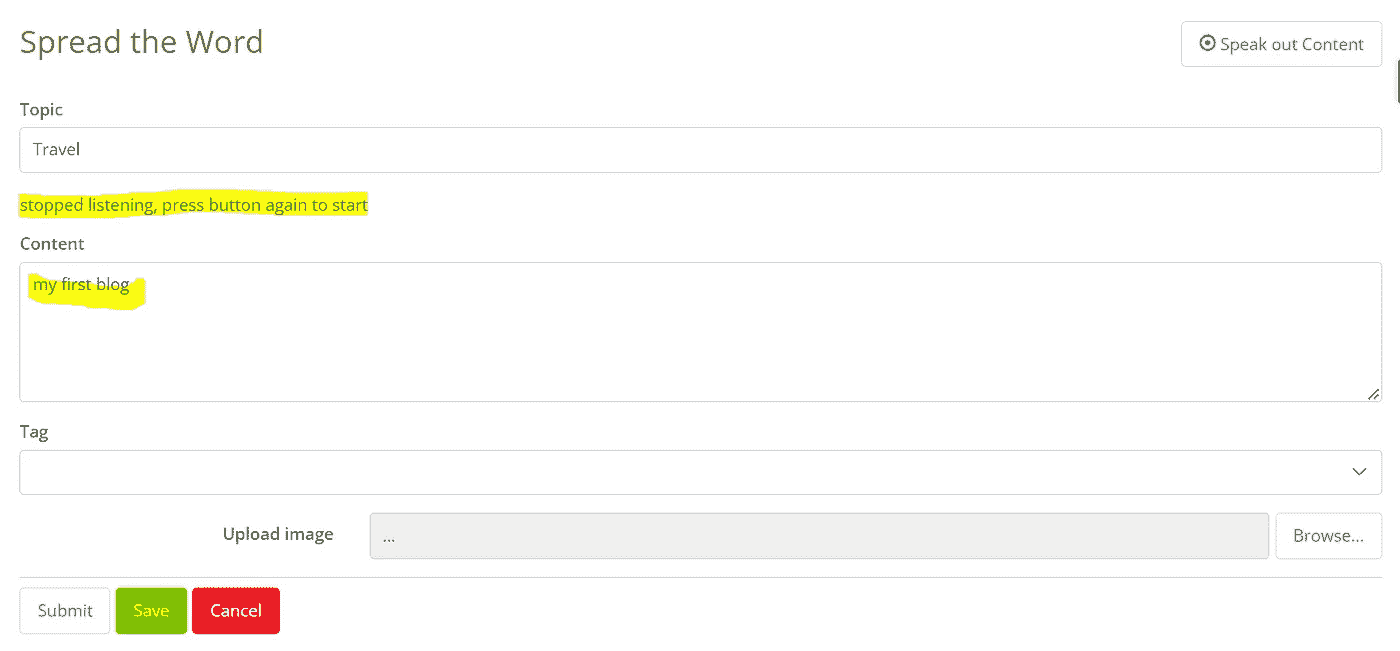 Spread the Word
Speak out Content
Topic
Travel
stopped listening, press button again to start
Content
my first blog
Tag
Upload image
...
Browse...
Submit
Save
Cancel